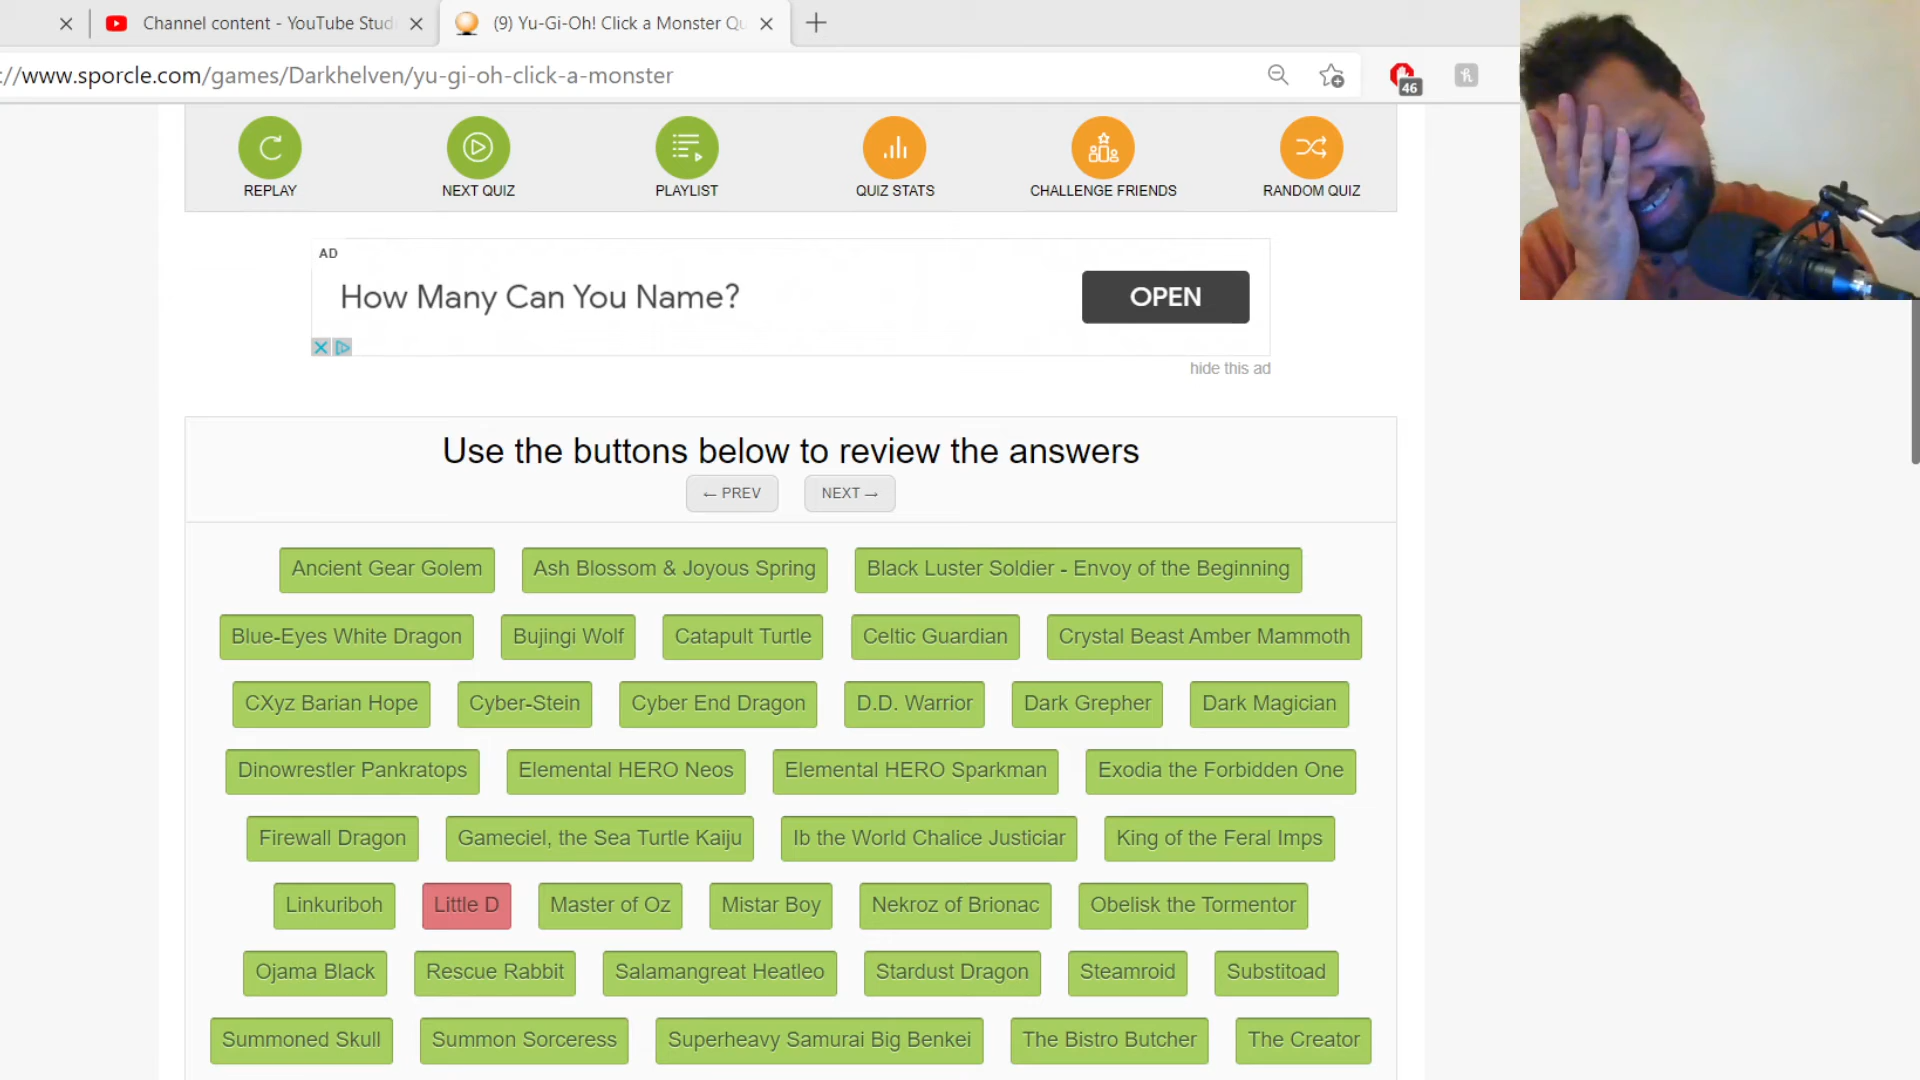 Channel content - YouTube Stud
(9) Yu-Gi-Oh! Click a Monster Qu
://www.sporcle.com/games/Darkhelven/yu-gi-oh-click-a-monster
46
h
REPLAY NEXT QUIZ PLAYLIST QUIZ STATS CHALLENGE FRIENDS RANDOM QUIZ
AD
How Many Can You Name? OPEN
hide this ad
Use the buttons below to review the answers
← PREV NEXT →
Ancient Gear Golem Ash Blossom & Joyous Spring Black Luster Soldier - Envoy of the Beginning
Blue-Eyes White Dragon Bujingi Wolf Catapult Turtle Celtic Guardian Crystal Beast Amber Mammoth
CXyz Barian Hope Cyber-Stein Cyber End Dragon D.D. Warrior Dark Grepher Dark Magician
Dinowrestler Pankratops Elemental HERO Neos Elemental HERO Sparkman Exodia the Forbidden One
Firewall Dragon Gameciel, the Sea Turtle Kaiju Ib the World Chalice Justiciar King of the Feral Imps
Linkuriboh Little D Master of Oz Mistar Boy Nekroz of Brionac Obelisk the Tormentor
Ojama Black Rescue Rabbit Salamangreat Heatleo Stardust Dragon Steamroid Substitoad
Summoned Skull Summon Sorceress Superheavy Samurai Big Benkei The Bistro Butcher The Creator